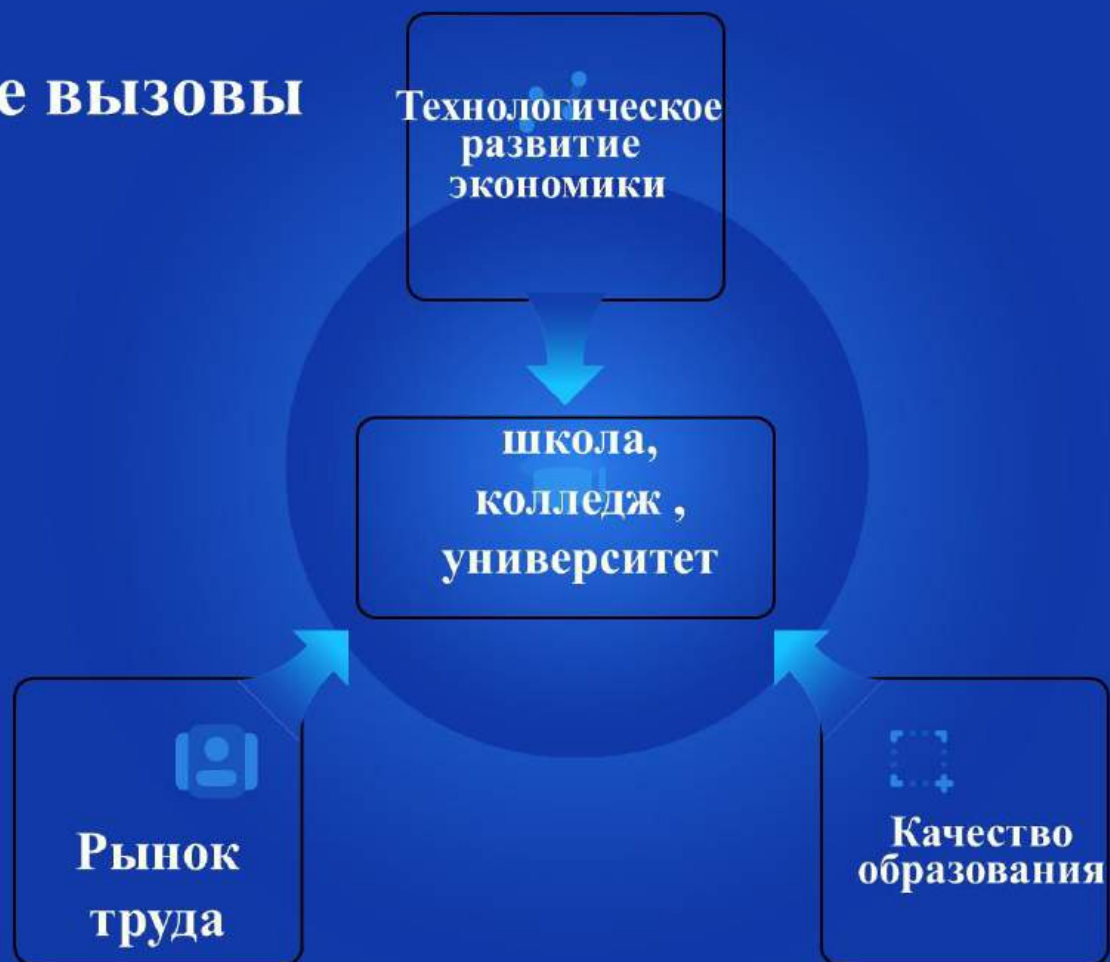 е вызовы
Технологическое
развитие
экономики
школа,
колледж ,
университет
Рынок
труда
Качество
образования